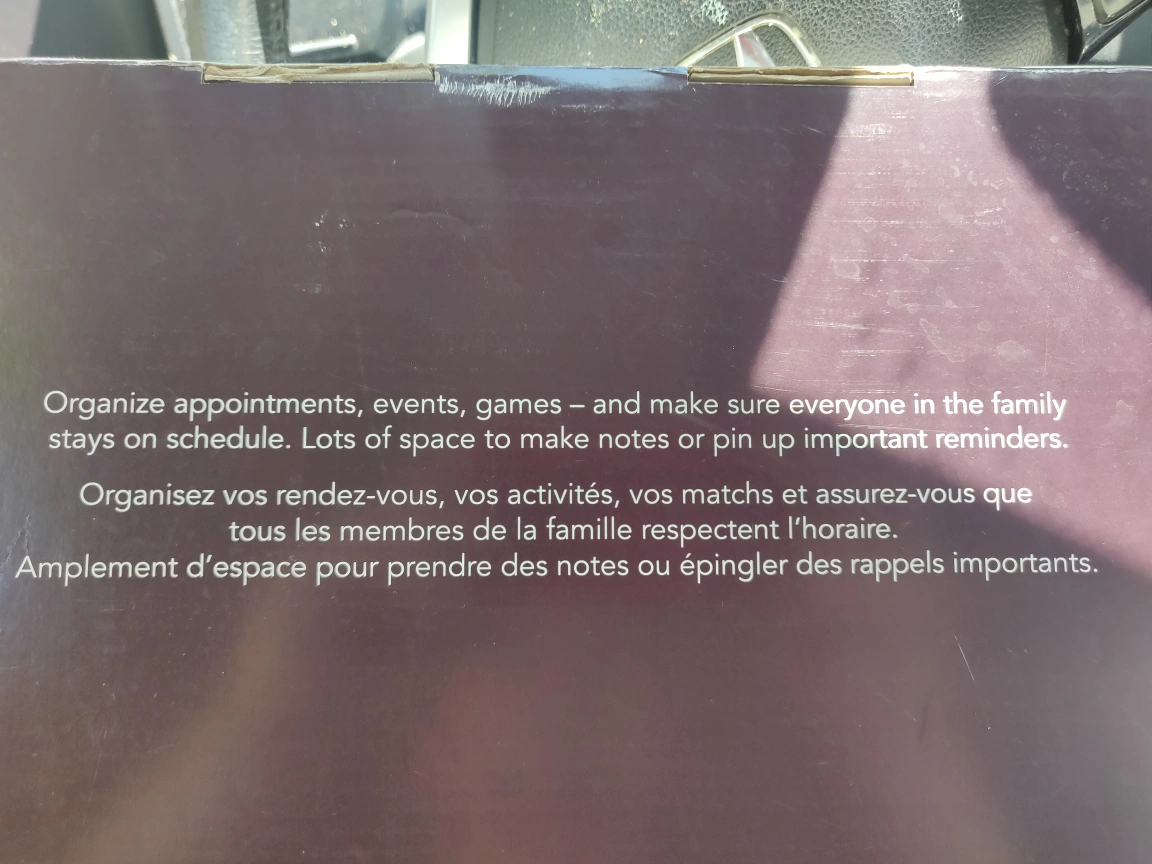 Organize appointments, events, games – and make sure everyone in the family
stays on schedule. Lots of space to make notes or pin up important reminders.
Organisez vos rendez-vous, vos activités, vos matchs et assurez-vous que
tous les membres de la famille respectent l'horaire.
Amplement d'espace pour prendre des notes ou épingler des rappels importants.